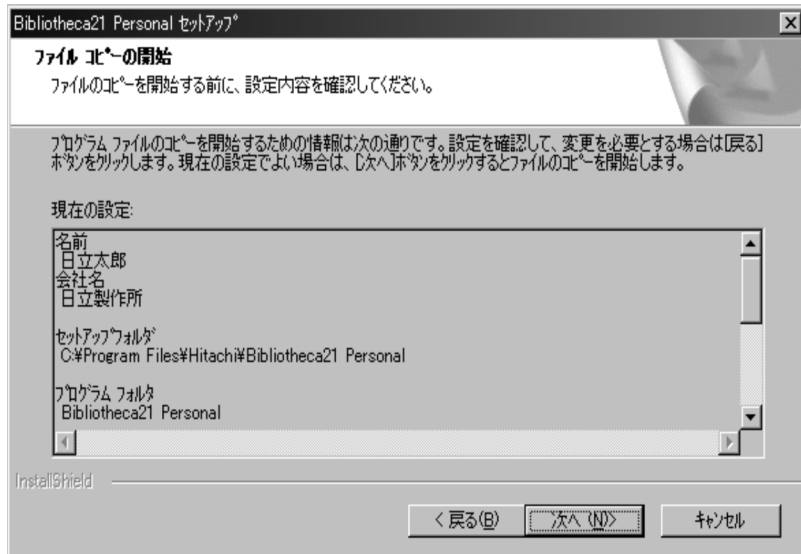 Bibliotheca21 Personal セットアップ
ファイル コピーの開始
ファイルのコピーを開始する前に、設定内容を確認してください。
プログラム ファイルのコピーを開始するための情報は次の通りです。設定を確認して、変更を必要とする場合は[戻る]
ボタンをクリックします。現在の設定でよい場合は、[次へ]ボタンをクリックするとファイルのコピーを開始します。
現在の設定:
名前
日立太郎
会社名
日立製作所
セットアップフォルダ
C:¥Program Files¥Hitachi¥Bibliotheca21 Personal
プログラム フォルダ
Bibliotheca21 Personal
InstallShield
< 戻る(B)
次へ (N)>
キャンセル